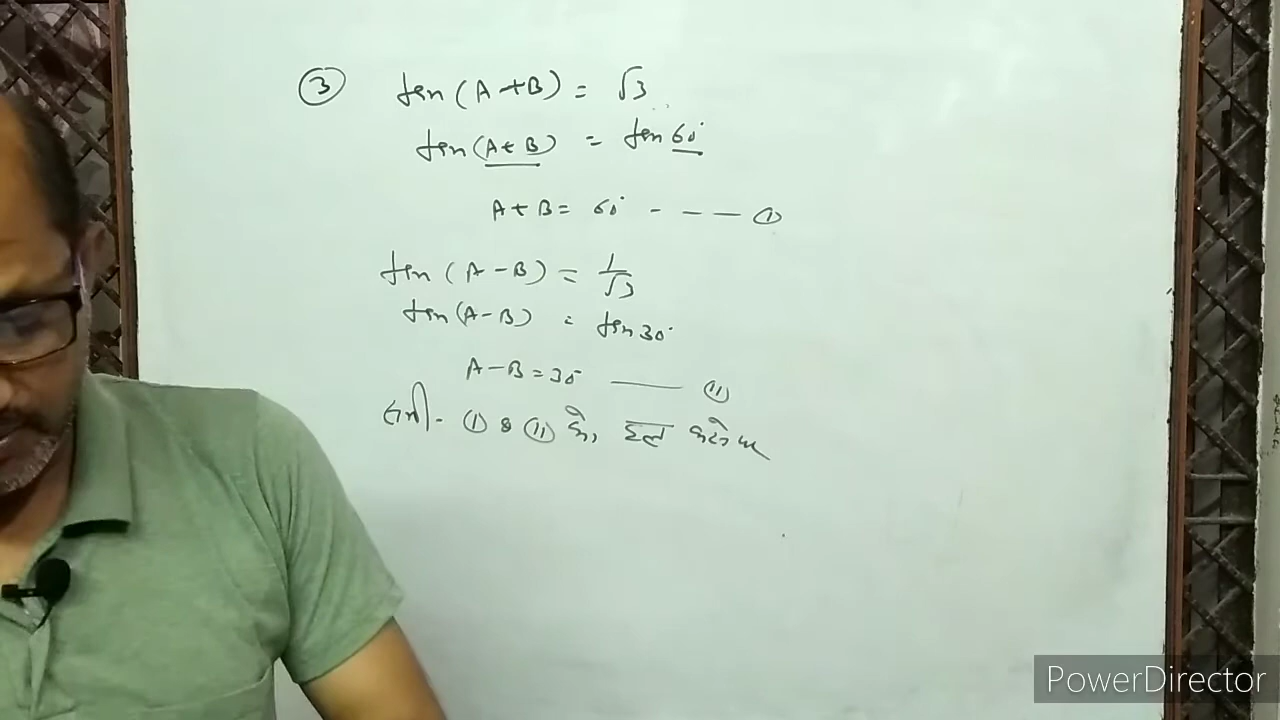 3 tan (A+B) = √3
tan (A+B) = tan 60°
A+B = 60° - - — (1)
tan (A-B) = 1/√3
tan (A-B) = tan 30°
A-B = 30° —— (11)
समी. (1) व (11) को, हल करने पर
PowerDirector